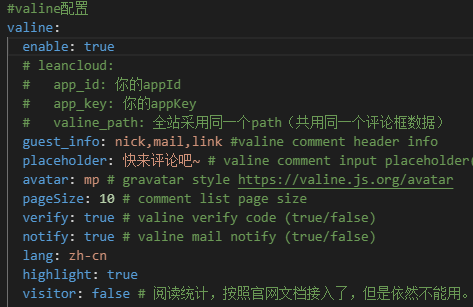 #valine配置
valine:
enable: true
# leancloud:
#   app_id: 你的appId
#   app_key: 你的appKey
#   valine_path: 全站采用同一个path（共用同一个评论框数据）
guest_info: nick,mail,link #valine comment header info
placeholder: 快来评论吧~ # valine comment input placeholder(
avatar: mp # gravatar style https://valine.js.org/avatar
pageSize: 10 # comment list page size
verify: true # valine verify code (true/false)
notify: true # valine mail notify (true/false)
lang: zh-cn
highlight: true
visitor: false # 阅读统计，按照官网文档接入了，但是依然不能用。